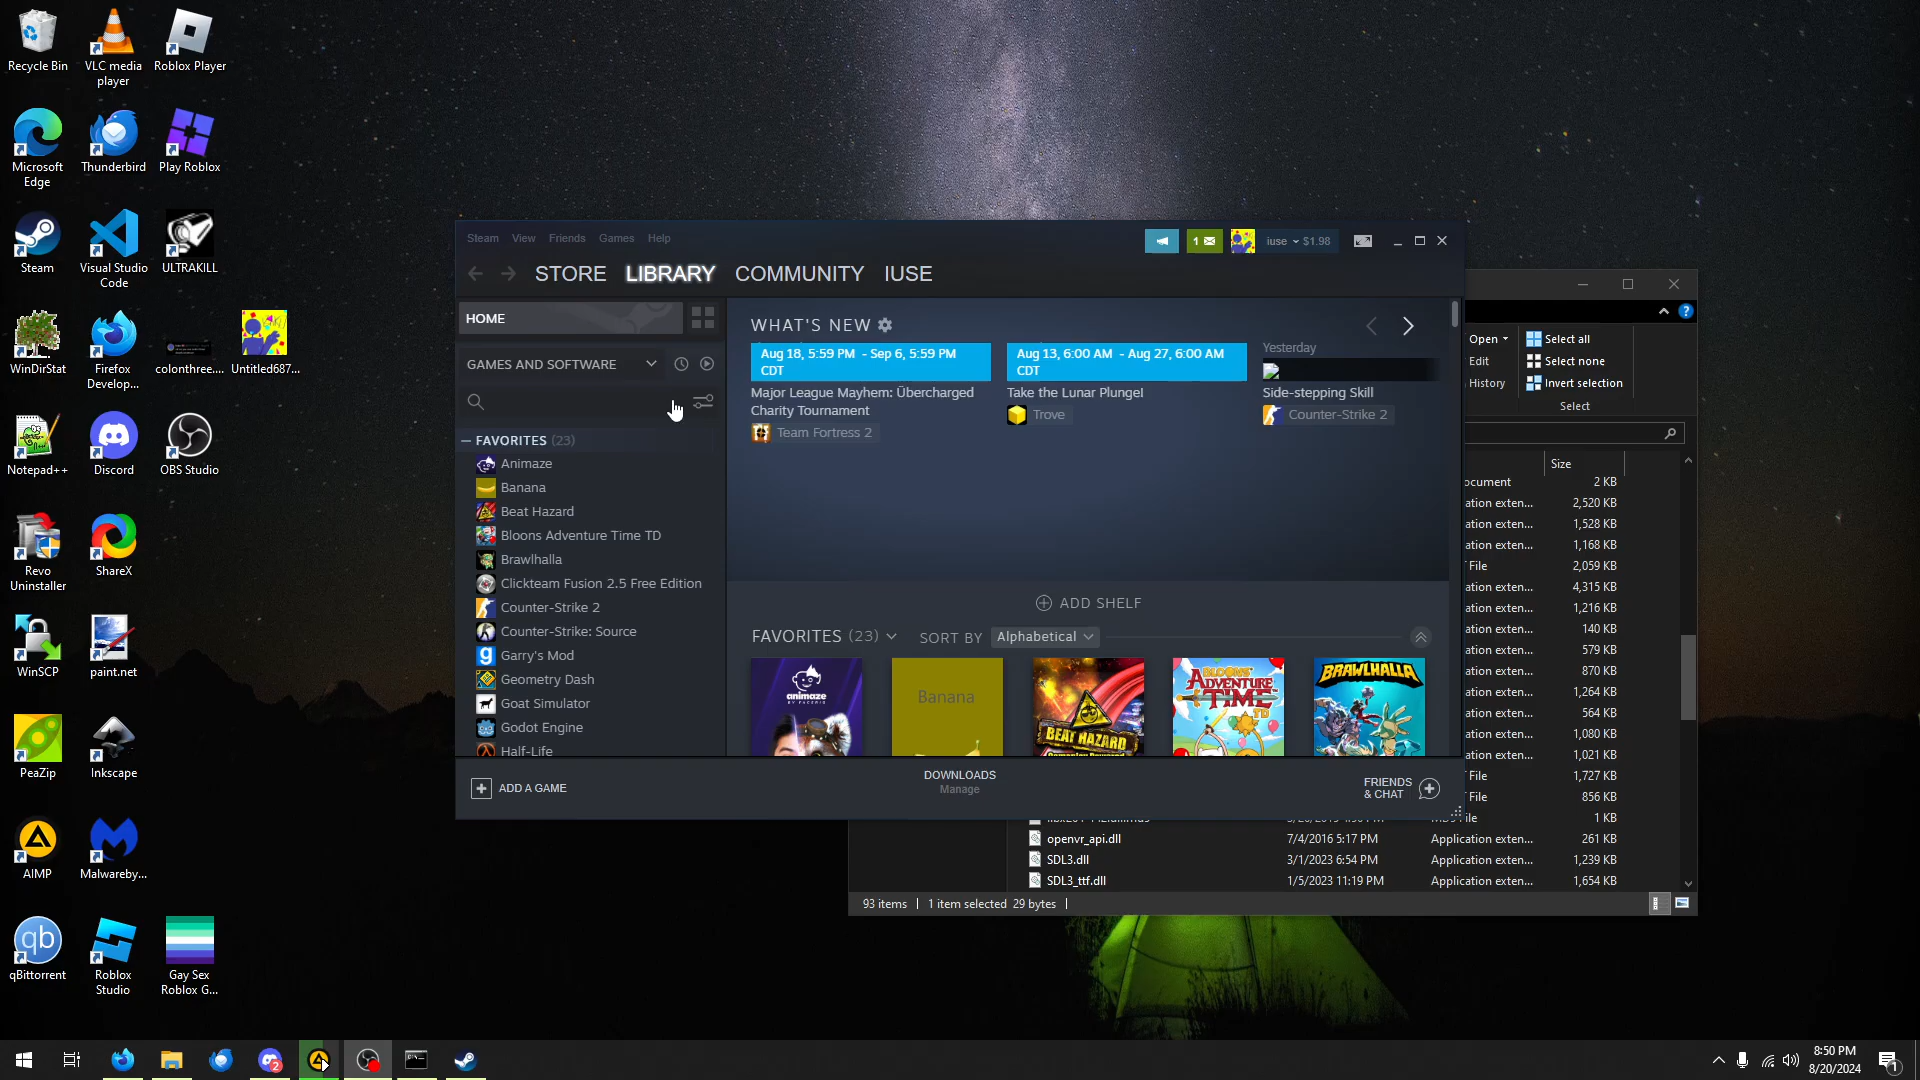 Recycle Bin
VLC media
player
Roblox Player
Microsoft
Edge
Thunderbird
Play Roblox
Steam
Visual Studio
Code
ULTRAKILL
WinDirStat
Firefox
Develop...
colonthree....
Untitled687...
Notepad++
Discord
OBS Studio
Revo
Uninstaller
ShareX
WinSCP
paint.net
PeaZip
Inkscape
AIMP
Malwareby...
qb
qBittorrent
Roblox
Studio
Gay Sex
Roblox G...
Steam View Friends Games Help
1
iuse $1.98
STORE LIBRARY COMMUNITY IUSE
HOME
GAMES AND SOFTWARE
FAVORITES (23)
Animaze
Banana
Beat Hazard
Bloons Adventure Time TD
Brawlhalla
Clickteam Fusion 2.5 Free Edition
Counter-Strike 2
Counter-Strike: Source
Garry's Mod
Geometry Dash
Goat Simulator
Godot Engine
Half-Life
WHAT'S NEW
Aug 18, 5:59 PM - Sep 6, 5:59 PM
CDT
Major League Mayhem: Übercharged
Charity Tournament
Team Fortress 2
Aug 13, 6:00 AM - Aug 27, 6:00 AM
CDT
Take the Lunar Plunge!
Trove
Yesterday
Side-stepping Skill
Counter-Strike 2
ADD SHELF
FAVORITES (23) SORT BY Alphabetical
animaze
Banana
BEAT HAZARD
BLOONS
ADVENTURE
TIME
TD
BRAWLHALLA
ADD A GAME
DOWNLOADS
Manage
FRIENDS
& CHAT
Open
Edit
History
Select all
Select none
Invert selection
Select
Size
ocument 2 KB
ation exten... 2,520 KB
ation exten... 1,528 KB
ation exten... 1,168 KB
File 2,059 KB
ation exten... 4,315 KB
ation exten... 1,216 KB
ation exten... 140 KB
ation exten... 579 KB
ation exten... 870 KB
ation exten... 1,264 KB
ation exten... 564 KB
ation exten... 1,080 KB
ation exten... 1,021 KB
File 1,727 KB
File 856 KB
File 1 KB
openvr_api.dll 7/4/2016 5:17 PM Application exten... 261 KB
SDL3.dll 3/1/2023 6:54 PM Application exten... 1,239 KB
SDL3_ttf.dll 1/5/2023 11:19 PM Application exten... 1,654 KB
93 items 1 item selected 29 bytes
2
8:50 PM
8/20/2024
1